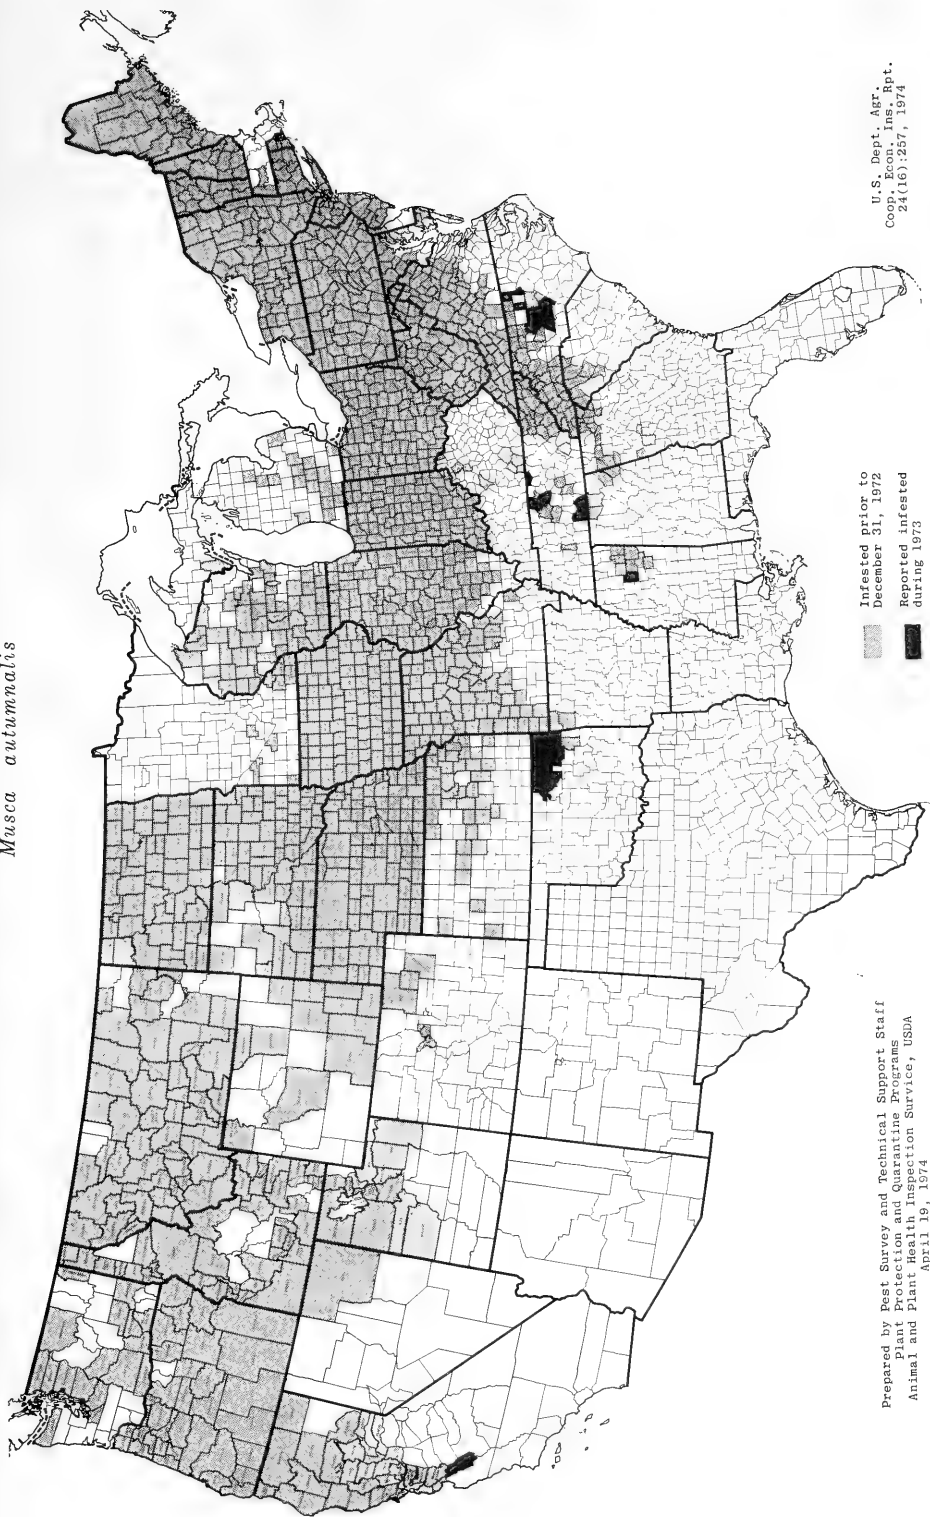 Musca autumnalis
U.S. Dept. Agr.
Coop. Econ. Ins. Rpt.
24(16):257, 1974
Infested prior to
December 31, 1972
Reported infested
during 1973
Prepared by Pest Survey and Technical Support Staff
Plant Protection and Quarantine Programs
Animal and Plant Health Inspection Service, USDA
April 19, 1974